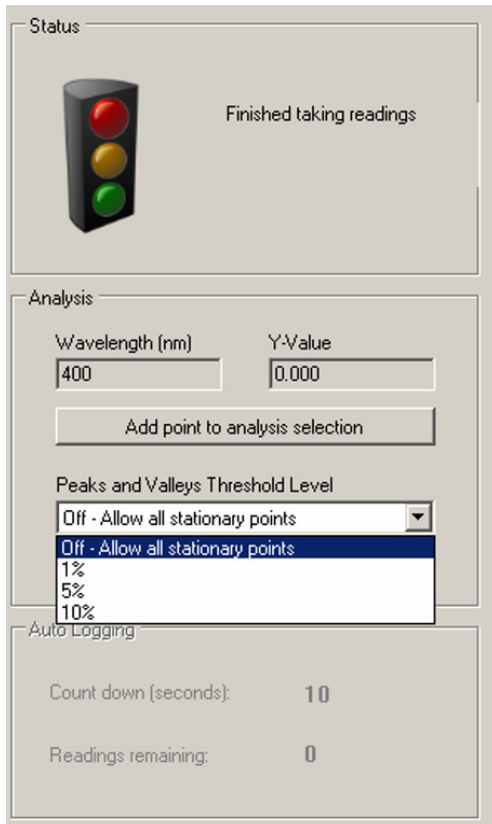 Status
Finished taking readings
Analysis
Wavelength (nm) Y-Value
400 0.000
Add point to analysis selection
Peaks and Valleys Threshold Level
Off - Allow all stationary points
Off - Allow all stationary points
1%
5%
10%
Auto Logging
Count down (seconds): 10
Readings remaining: 0